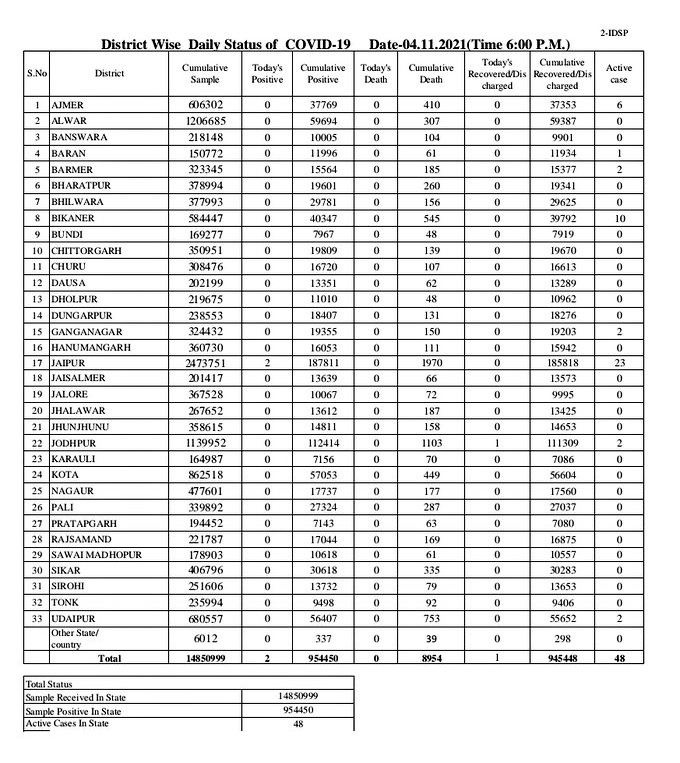 2-IDSP
District Wise Daily Status of COVID-19 Date-04.11.2021(Time 6:00 P.M.)
S.No District Cumulative Sample Today's Positive Cumulative Positive Today's Death Cumulative Death Today's Recovered/Dis charged Cumulative Recovered/Dis charged Active case
1 AJMER 606302 0 37769 0 410 0 37353 6
2 ALWAR 1206685 0 59694 0 307 0 59387 0
3 BANSWARA 218148 0 10005 0 104 0 9901 0
4 BARAN 150772 0 11996 0 61 0 11934 1
5 BARMER 323345 0 15564 0 185 0 15377 2
6 BHARATPUR 378994 0 19601 0 260 0 19341 0
7 BHILWARA 377993 0 29781 0 156 0 29625 0
8 BIKANER 584447 0 40347 0 545 0 39792 10
9 BUNDI 169277 0 7967 0 48 0 7919 0
10 CHITTORGARH 350951 0 19809 0 139 0 19670 0
11 CHURU 308476 0 16720 0 107 0 16613 0
12 DAUSA 202199 0 13351 0 62 0 13289 0
13 DHOLPUR 219675 0 11010 0 48 0 10962 0
14 DUNGARPUR 238553 0 18407 0 131 0 18276 0
15 GANGANAGAR 324432 0 19355 0 150 0 19203 2
16 HANUMANGARH 360730 0 16053 0 111 0 15942 0
17 JAIPUR 2473751 2 187811 0 1970 0 185818 23
18 JAISALMER 201417 0 13639 0 66 0 13573 0
19 JALORE 367528 0 10067 0 72 0 9995 0
20 JHALAWAR 267652 0 13612 0 187 0 13425 0
21 JHUNJHUNU 358615 0 14811 0 158 0 14653 0
22 JODHPUR 1139952 0 112414 0 1103 1 111309 2
23 KARAULI 164987 0 7156 0 70 0 7086 0
24 KOTA 862518 0 57053 0 449 0 56604 0
25 NAGAUR 477601 0 17737 0 177 0 17560 0
26 PALI 339892 0 27324 0 287 0 27037 0
27 PRATAPGARH 194452 0 7143 0 63 0 7080 0
28 RAJSAMAND 221787 0 17044 0 169 0 16875 0
29 SAWAI MADHOPUR 178903 0 10618 0 61 0 10557 0
30 SIKAR 406796 0 30618 0 335 0 30283 0
31 SIROHI 251606 0 13732 0 79 0 13653 0
32 TONK 235994 0 9498 0 92 0 9406 0
33 UDAIPUR 680557 0 56407 0 753 0 55652 2
Other State/ country 6012 0 337 0 39 0 298 0
Total 14850999 2 954450 0 8954 1 945448 48
Total Status
Sample Received In State 14850999
Sample Positive In State 954450
Active Cases In State 48